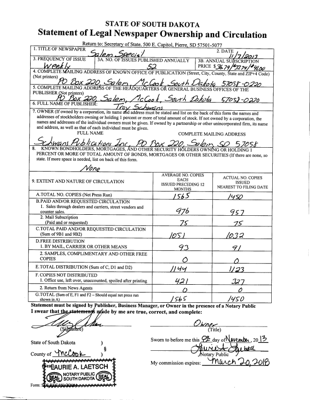 STATE OF SOUTH DAKOTA
Statement of Legal Newspaper Ownership and Circulation
Return to: Secretary of State, 500 E. Capitol, Pierre, SD 57501-5077
1. TITLE OF NEWSPAPER Salem Special 2. DATE
3. FREQUENCY OF ISSUE Weekly 3A. NO. OF ISSUES PUBLISHED ANNUALLY 52 3B. ANNUAL SUBSCRIPTION PRICE
4. COMPLETE MAILING ADDRESS OF KNOWN OFFICE OF PUBLICATION (Street, City, County, State and ZIP+4 Code)
(Not printers) PO Box 220, Salem, McCook, South Dakota 57058-0220
5. COMPLETE MAILING ADDRESS OF THE HEADQUARTERS OR GENERAL BUSINESS OFFICES OF THE
PUBLISHER (Not printers) PO Box 220, Salem, McCook, South Dakota 57058-0220
6. FULL NAME OF PUBLISHER: Troy Schwans
7. OWNER (If owned by a corporation, its name and address must be stated and list on the back of this form the names and
addresses of stockholders owning or holding 1 percent or more of total amount of stock. If not owned by a corporation, the
names and addresses of the individual owners must be given. If owned by a partnership or other unincorporated firm, its name
and address, as well as that of each individual must be given.
FULL NAME COMPLETE MAILING ADDRESS
Schwans Publication Inc. PO Box 220, Salem, SD 57058
8. KNOWN BONDHOLDERS, MORTGAGES, AND OTHER SECURITY HOLDERS OWNING OR HOLDING 1
PERCENT OR MORE OF TOTAL AMOUNT OF BONDS, MORTGAGES OR OTHER SECURITIES (If there are none, so
state. If more space is needed, list on back of this form.
None
9. EXTENT AND NATURE OF CIRCULATION
AVERAGE NO. COPIES EACH ISSUED PRECEDING 12 MONTHS
ACTUAL NO. COPIES ISSUED NEAREST TO FILING DATE
A. TOTAL NO. COPIES (Net Press Run) 1565 1450
B. PAID AND/OR REQUESTED CIRCULATION
1. Sales through dealers and carriers, street vendors and
counter sales. 976 957
2. Mail Subscription
(Paid and/or requested) 75 75
C. TOTAL PAID AND/OR REQUESTED CIRCULATION
(Sum of 9B1 and 9B2) 1051 1032
D. FREE DISTRIBUTION
1. BY MAIL, CARRIER OR OTHER MEANS 93 91
2. SAMPLES, COMPLIMENTARY AND OTHER FREE
COPIES 0 0
E. TOTAL DISTRIBUTION (Sum of C, D1 and D2) 1144 1123
F. COPIES NOT DISTRIBUTED
1. Office use, left over, unaccounted, spoiled after printing 421 327
2. Return from News Agents 0 0
G. TOTAL (Sum of E, F1 and F2 – Should equal net press run
shown in A) 1565 1450
Statement must be signed by Publisher, Business Manager, or Owner in the presence of a Notary Public
I swear that the statements made by me are true, correct, and complete:
Owner
(Signature) (Title)
State of South Dakota ) Sworn to before me this day of November, 2013
County of McCook )
Notary Public
LAURIE A. LAETSCH
NOTARY PUBLIC
SOUTH DAKOTA
SEAL SEAL
My commission expires: March 20, 2018